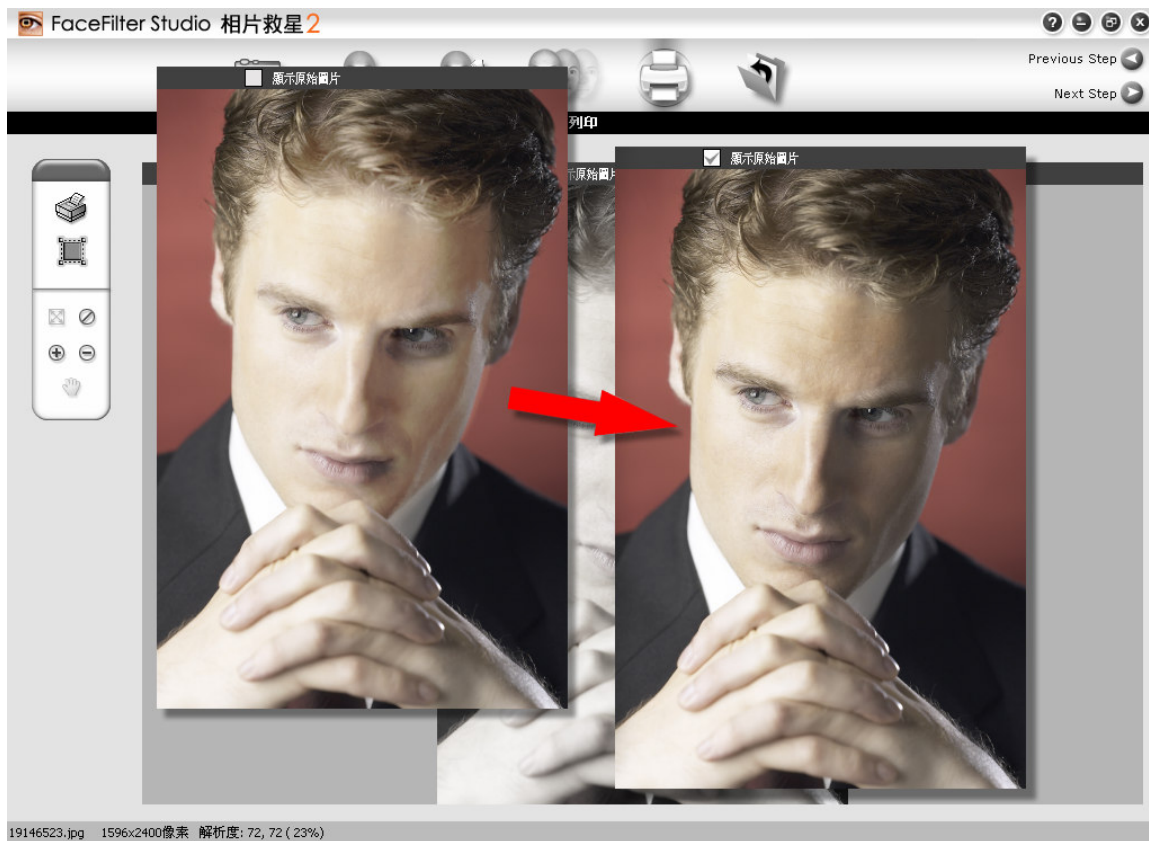 FaceFilter Studio 相片救星2
Previous Step
Next Step
顯示原始圖片
列印
顯示原始圖片
示原始圖片
19146523.jpg 1596x2400像素 解析度: 72, 72 ( 23%)